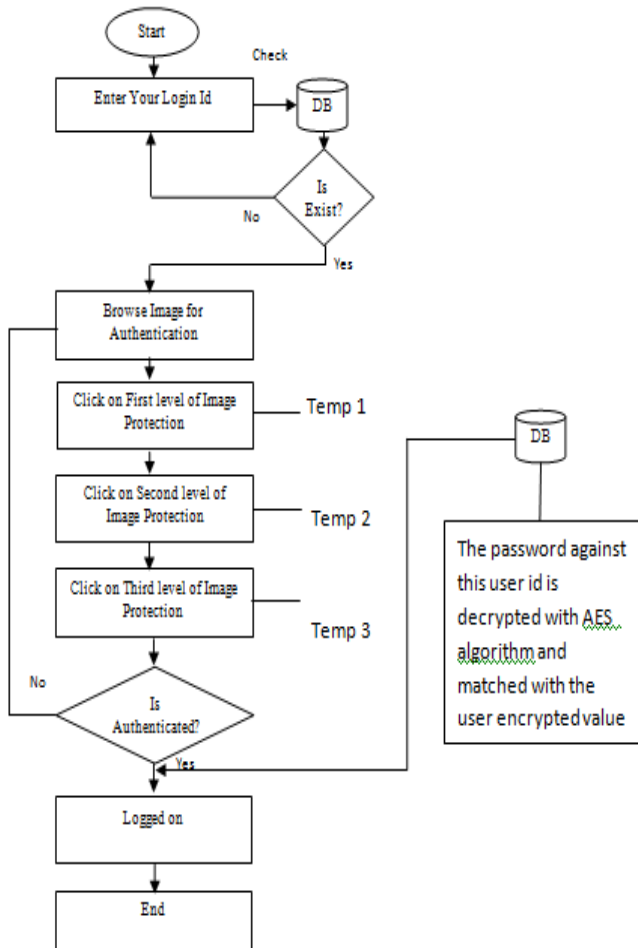 Start
Check
Enter Your Login Id
DB
Is
Exist?
No
Yes
Browse Image for
Authentication
Click on First level of Image
Protection
Temp 1
DB
Click on Second level of
Image Protection
Temp 2
The password against
this user id is
decrypted with AES
algorithm and
matched with the
user encrypted value
Click on Third level of Image
Protection
Temp 3
No
Is
Authenticated?
Yes
Logged on
End